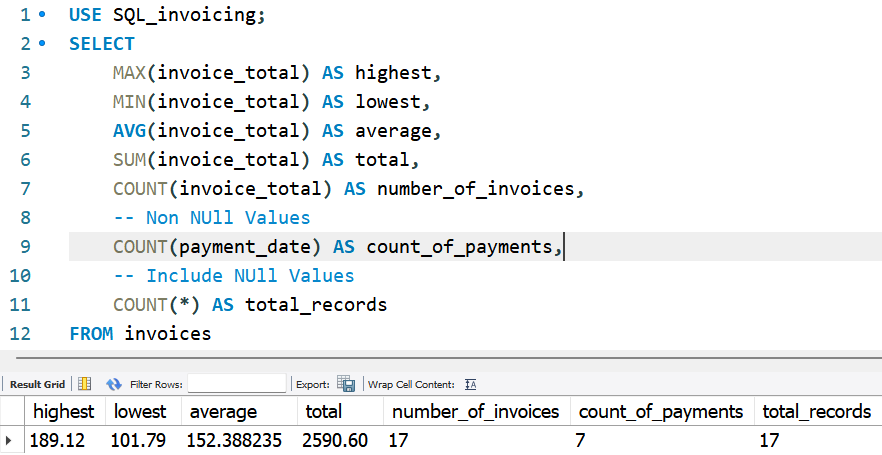 1 USE SQL_invoicing;
2 SELECT
3 MAX(invoice_total) AS highest,
4 MIN(invoice_total) AS lowest,
5 AVG(invoice_total) AS average,
6 SUM(invoice_total) AS total,
7 COUNT(invoice_total) AS number_of_invoices,
8 -- Non NUll Values
9 COUNT(payment_date) AS count_of_payments,
10 -- Include NUll Values
11 COUNT(*) AS total_records
12 FROM invoices
Result Grid Filter Rows: Export: Wrap Cell Content: IA
highest lowest average total number_of_invoices count_of_payments total_records
189.12 101.79 152.388235 2590.60 17 7 17